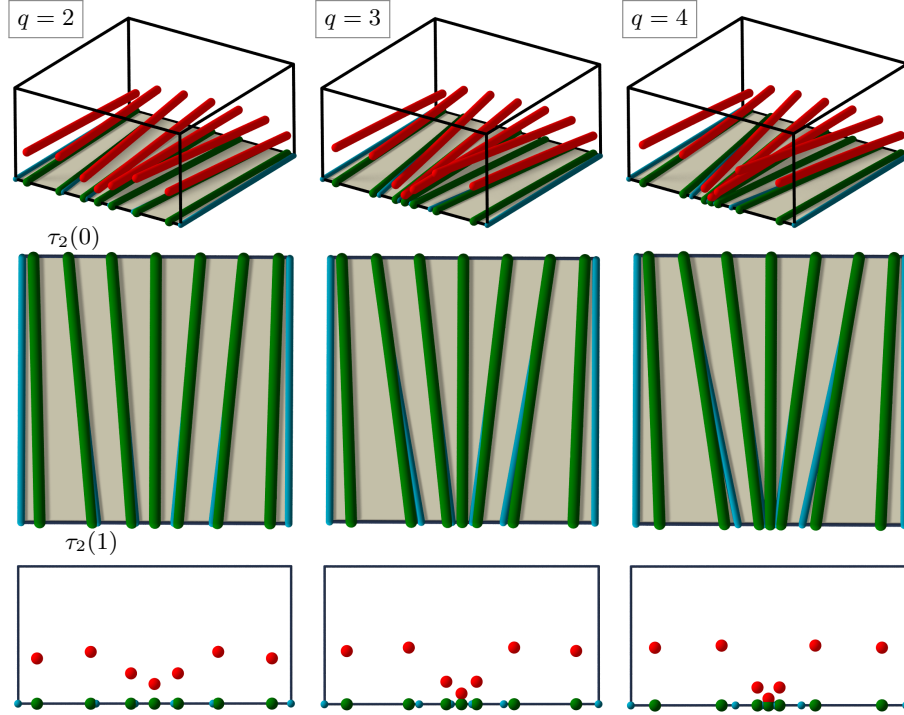 q = 2
q = 3
q = 4
τ₂(0)
τ₂(1)